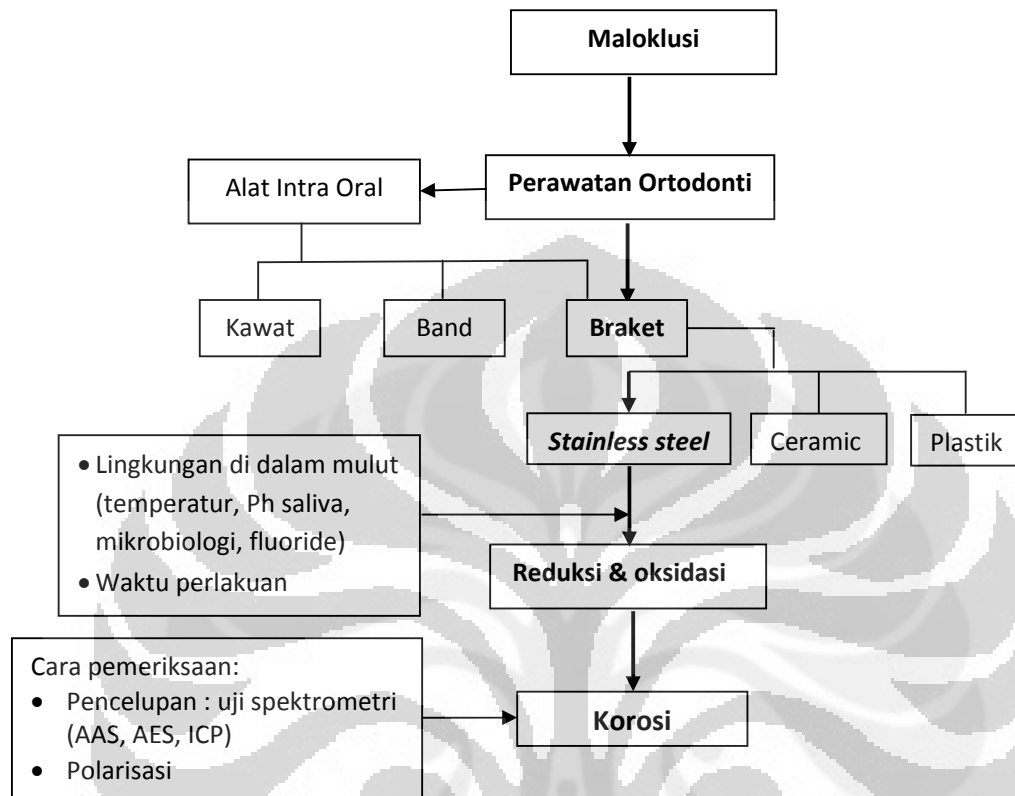 Maloklusi
Alat Intra Oral
Perawatan Ortodonti
Kawat
Band
Braket
Stainless steel
Ceramic
Plastik
• Lingkungan di dalam mulut
(temperatur, Ph saliva,
mikrobiologi, fluoride)
• Waktu perlakuan
Reduksi & oksidasi
Cara pemeriksaan:
• Pencelupan : uji spektrometri
(AAS, AES, ICP)
• Polarisasi
Korosi